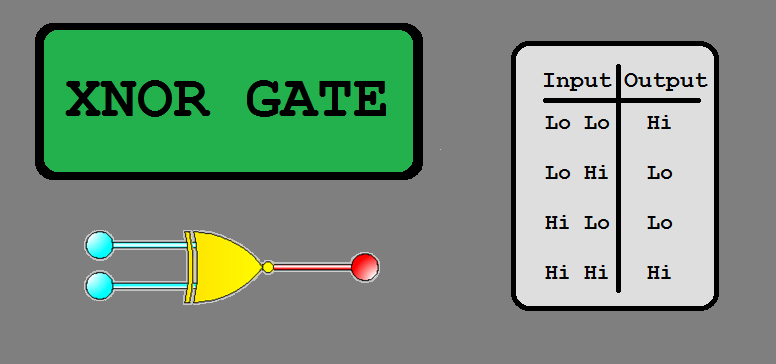 XNOR GATE
Input Output
Lo Lo Hi
Lo Hi Lo
Hi Lo Lo
Hi Hi Hi